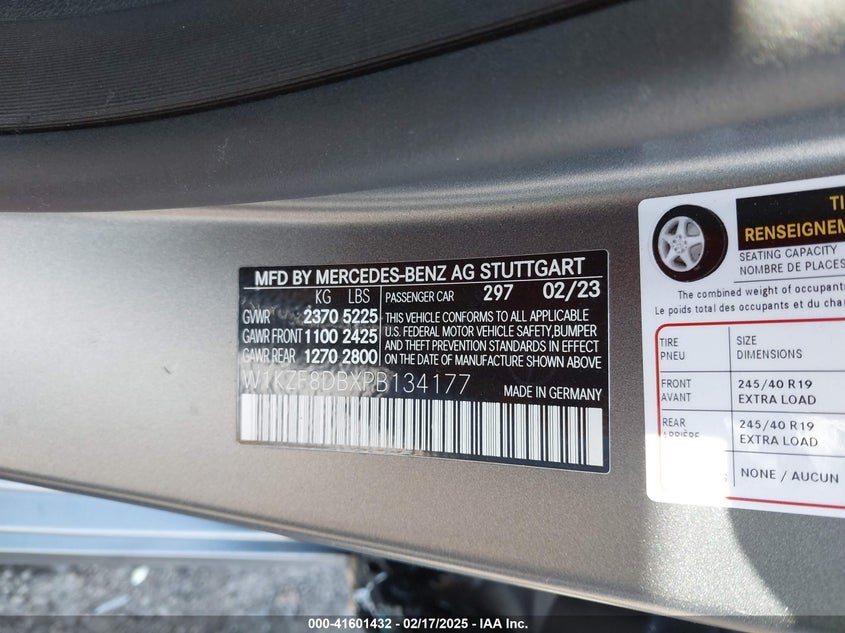 MFD BY MERCEDES-BENZ AG STUTTGART
KG LBS
PASSENGER CAR 297 02/23
GVWR 2370 5225
GAWR FRONT 1100 2425
GAWR REAR 1270 2800
THIS VEHICLE CONFORMS TO ALL APPLICABLE
U.S. FEDERAL MOTOR VEHICLE SAFETY,BUMPER
AND THEFT PREVENTION STANDARDS IN EFFECT
ON THE DATE OF MANUFACTURE SHOWN ABOVE
W1KZF8DBXPB134177
MADE IN GERMANY
TI
RENSEIGNEM
SEATING CAPACITY
NOMBRE DE PLACES
The combined weight of occupants
Le poids total des occupants et du cha
TIRE
PNEU
SIZE
DIMENSIONS
FRONT
AVANT
245/40 R19
EXTRA LOAD
REAR
ARRIÈRE
245/40 R19
EXTRA LOAD
NONE / AUCUN
000-41601432 - 02/17/2025 - IAA Inc.